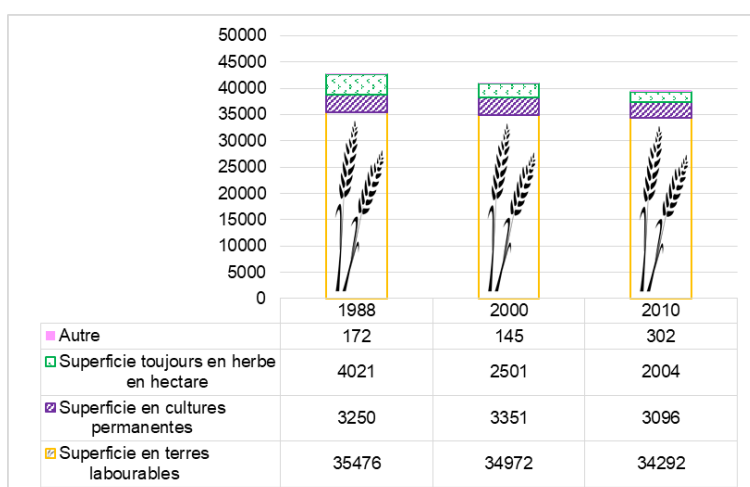 50000
45000
40000
35000
30000
25000
20000
15000
10000
5000
0
1988 2000 2010
Autre 172 145 302
Superficie toujours en herbe
en hectare 4021 2501 2004
Superficie en cultures
permanentes 3250 3351 3096
Superficie en terres
labourables 35476 34972 34292